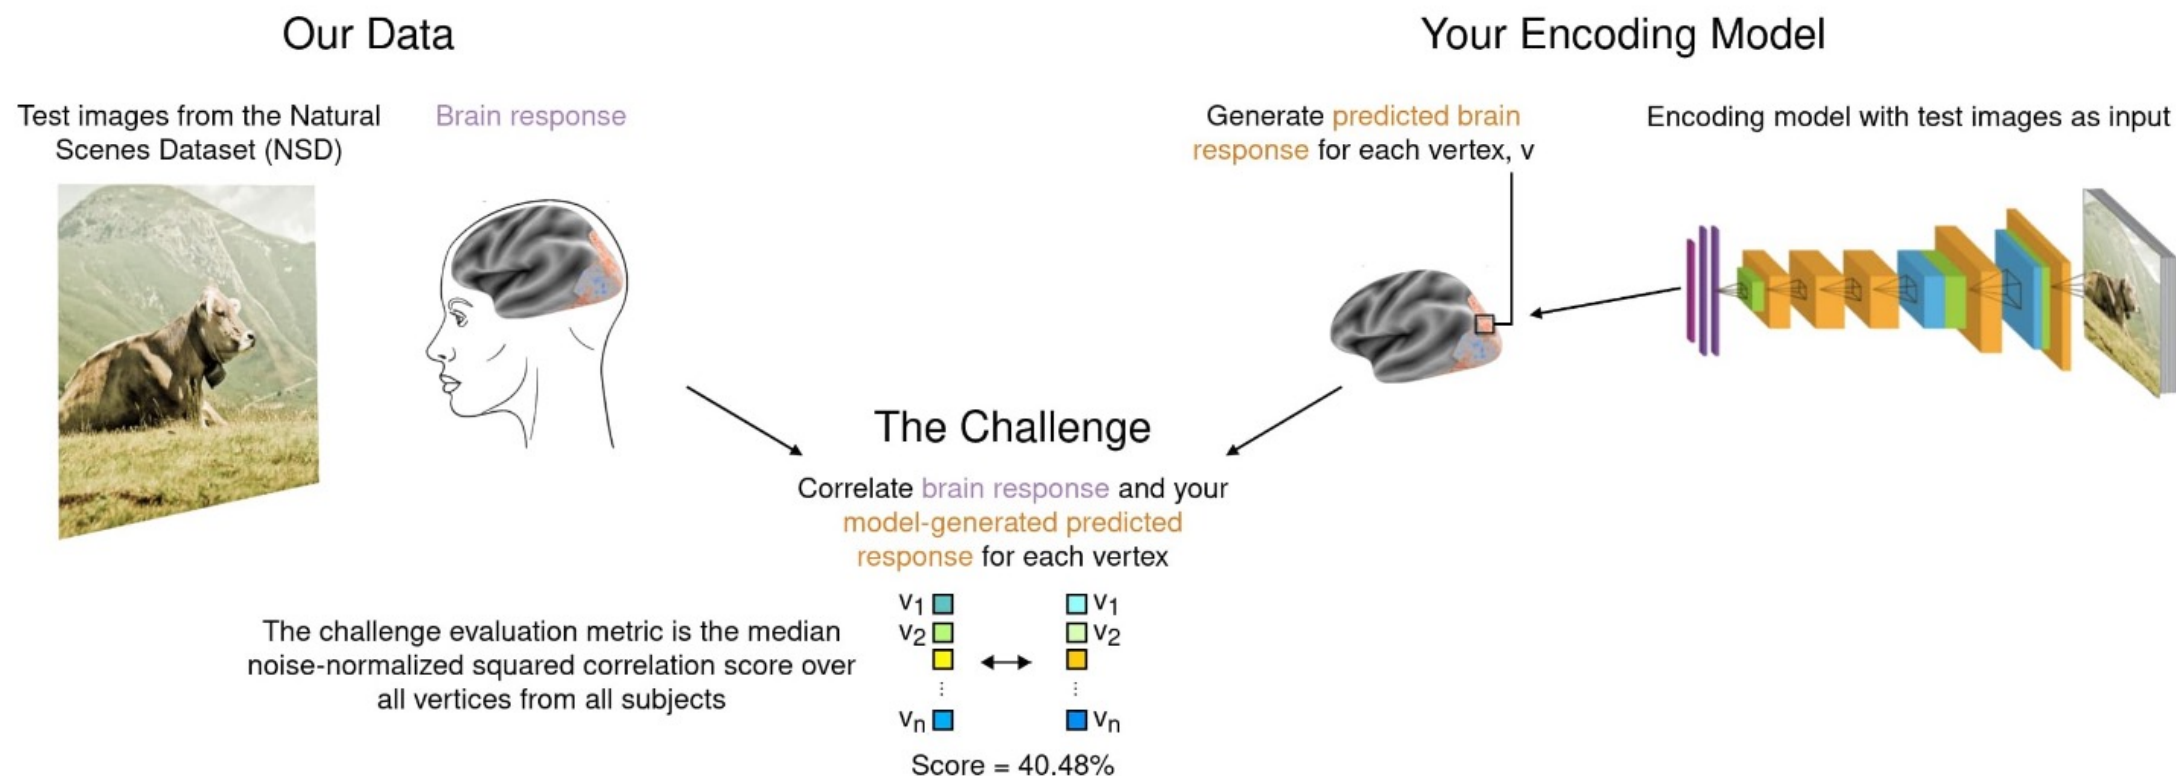 Our Data
Test images from the Natural
Scenes Dataset (NSD)
Brain response
Your Encoding Model
Generate predicted brain
response for each vertex, v
Encoding model with test images as input
The Challenge
Correlate brain response and your
model-generated predicted
response for each vertex
The challenge evaluation metric is the median
noise-normalized squared correlation score over
all vertices from all subjects
v1 v1
v2 v2
⋮ ⋮
vn vn
Score = 40.48%